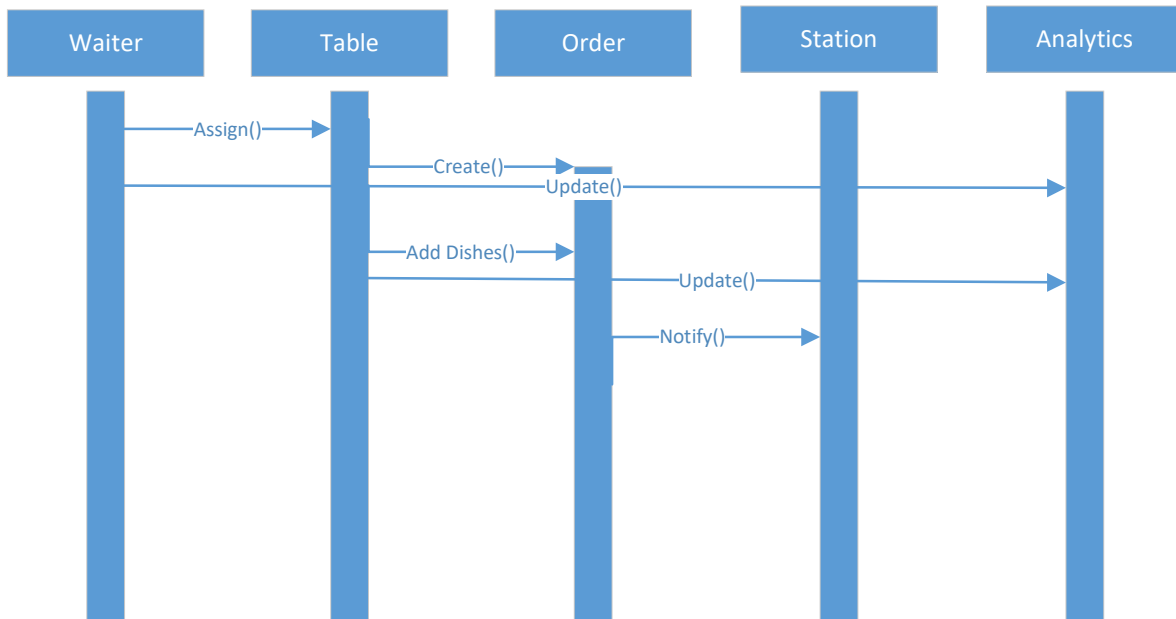 Waiter
Table
Order
Station
Analytics
Assign()
Create()
Update()
Add Dishes()
Update()
Notify()